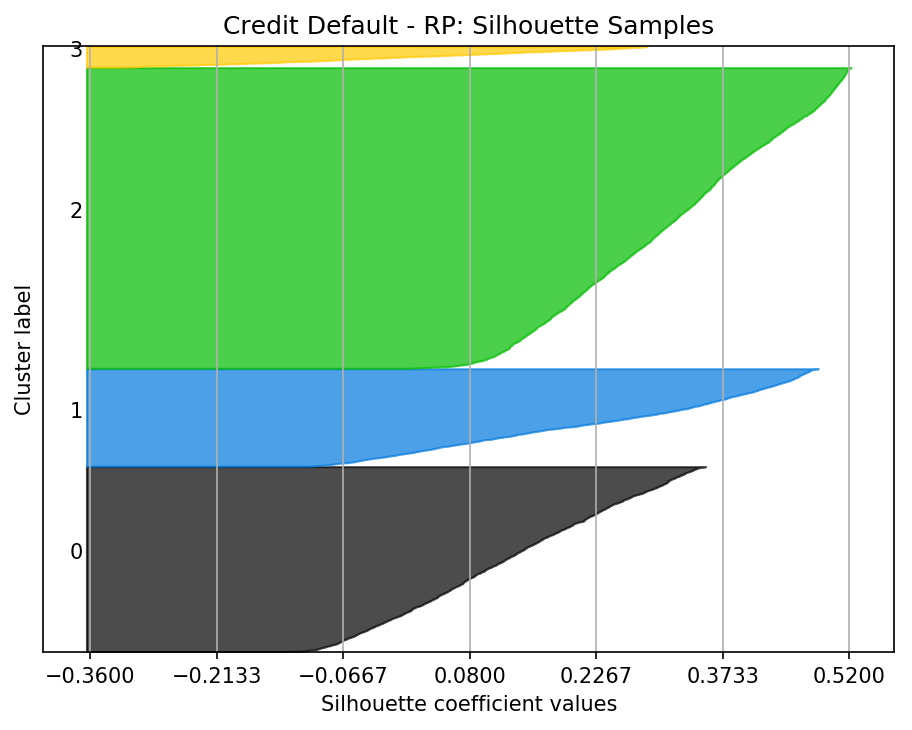 Credit Default - RP: Silhouette Samples
3
2
1
0
Cluster label
−0.3600 −0.2133 −0.0667 0.0800 0.2267 0.3733 0.5200
Silhouette coefficient values